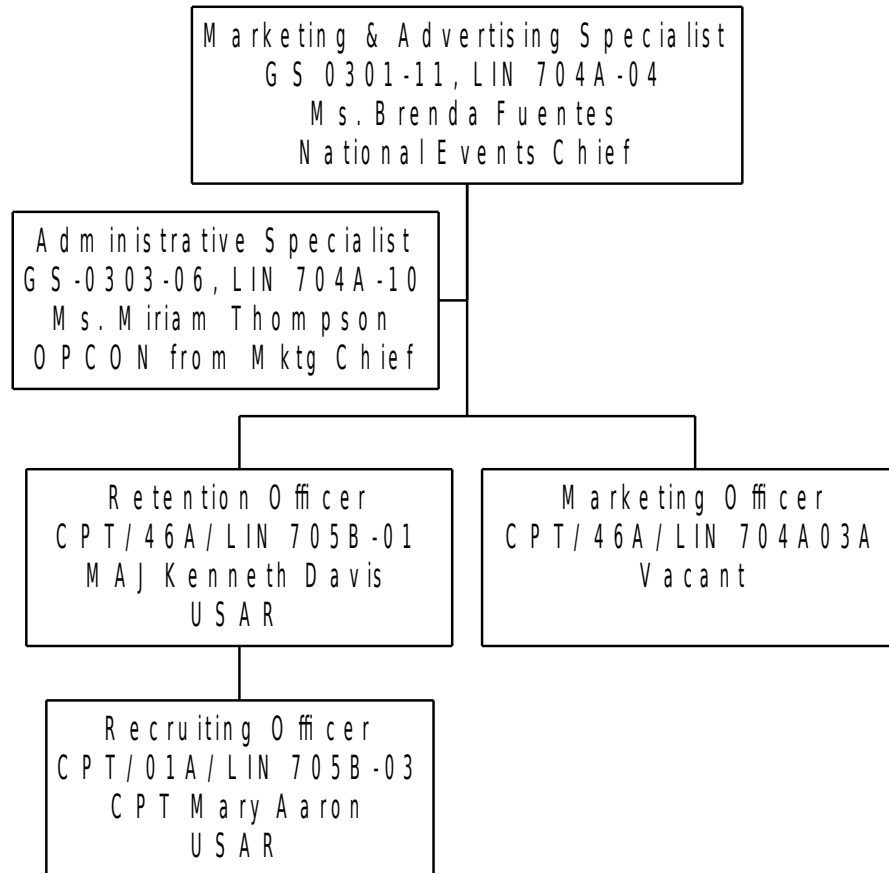 Marketing & Advertising Specialist
GS 0301-11, LIN 704A-04
Ms. Brenda Fuentes
National Events Chief
Administrative Specialist
GS-0303-06, LIN 704A-10
Ms. Miriam Thompson
OPCON from Mktg Chief
Retention Officer
CPT/46A/LIN 705B-01
MAJ Kenneth Davis
USAR
Marketing Officer
CPT/46A/LIN 704A03A
Vacant
Recruiting Officer
CPT/01A/LIN 705B-03
CPT Mary Aaron
USAR